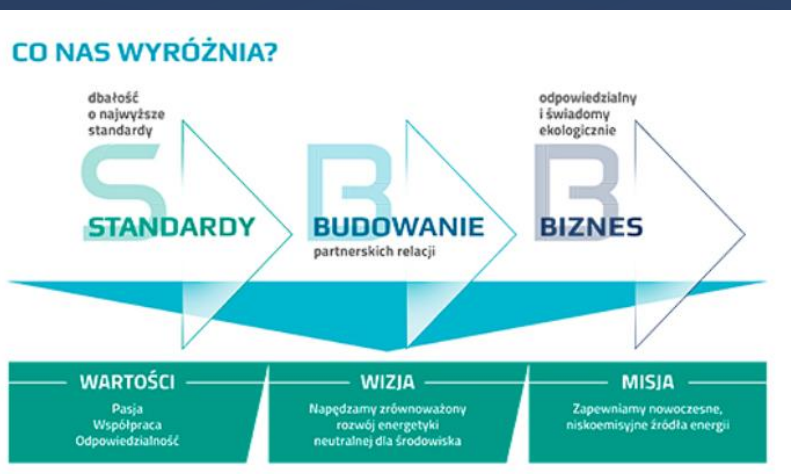 CO NAS WYRÓŻNIA?
dbałość
o najwyższe
standardy
S
STANDARDY
B
BUDOWANIE
partnerskich relacji
odpowiedzialny
i świadomy
ekologicznie
B
BIZNES
WARTOŚCI
Pasja
Współpraca
Odpowiedzialność
WIZJA
Napędzamy zrównoważony
rozwój energetyki
neutralnej dla środowiska
MISJA
Zapewniamy nowoczesne,
niskoemisyjne źródła energii